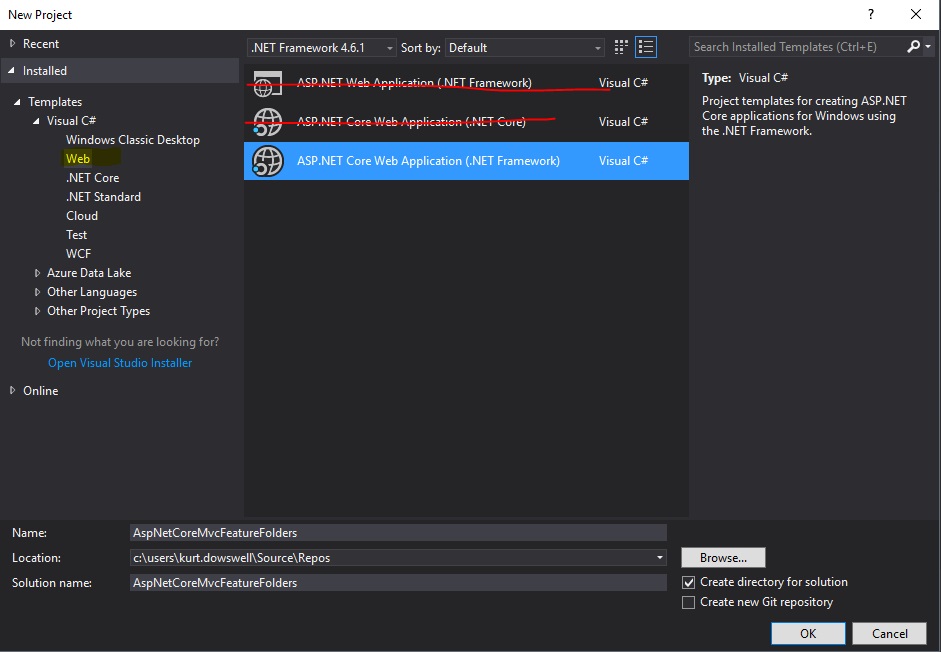 New Project
?
Recent
.NET Framework 4.6.1
Sort by:
Default
Search Installed Templates (Ctrl+E)
Installed
Templates
Visual C#
Windows Classic Desktop
Web
.NET Core
.NET Standard
Cloud
Test
WCF
Azure Data Lake
Other Languages
Other Project Types
Not finding what you are looking for?
Open Visual Studio Installer
Online
ASP.NET Web Application (.NET Framework) Visual C#
ASP.NET Core Web Application (.NET Core) Visual C#
ASP.NET Core Web Application (.NET Framework) Visual C#
Type: Visual C#
Project templates for creating ASP.NET
Core applications for Windows using
the .NET Framework.
Name: AspNetCoreMvcFeatureFolders
Location: c:\users\kurt.dowswell\Source\Repos
Browse...
Solution name: AspNetCoreMvcFeatureFolders
Create directory for solution
Create new Git repository
OK
Cancel